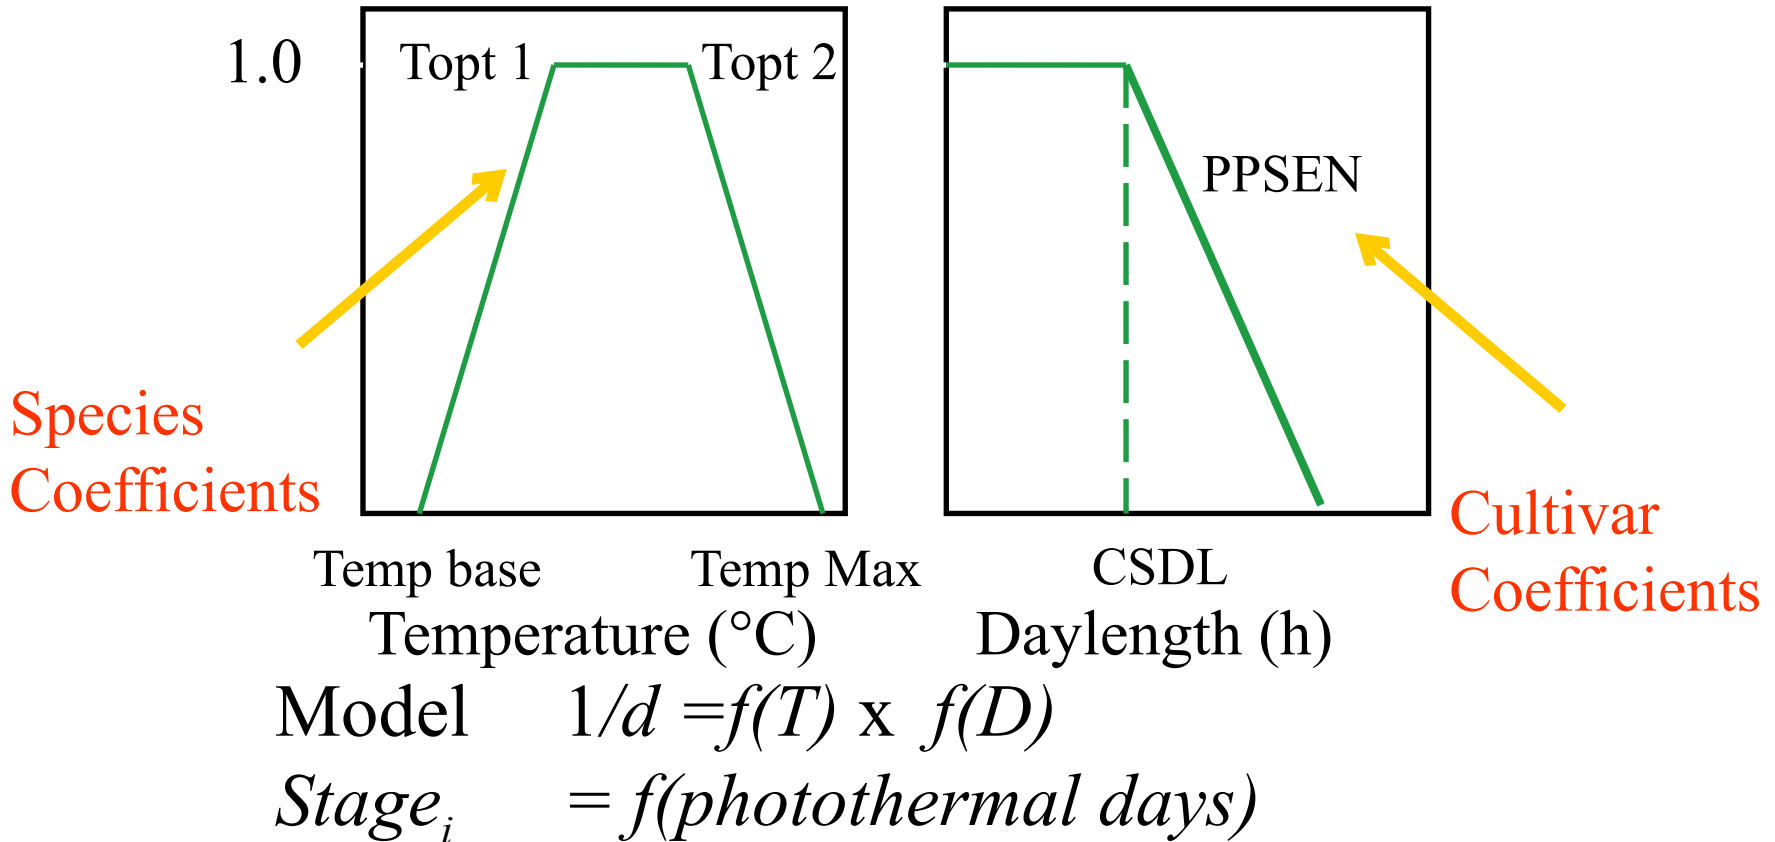 1.0
Topt 1
Topt 2
PPSEN
Species
Coefficients
Cultivar
Coefficients
Temp base
Temp Max
CSDL
Temperature (°C)
Daylength (h)
Model 1/d =f(T) x f(D)
Stage_i = f(photothermal days)